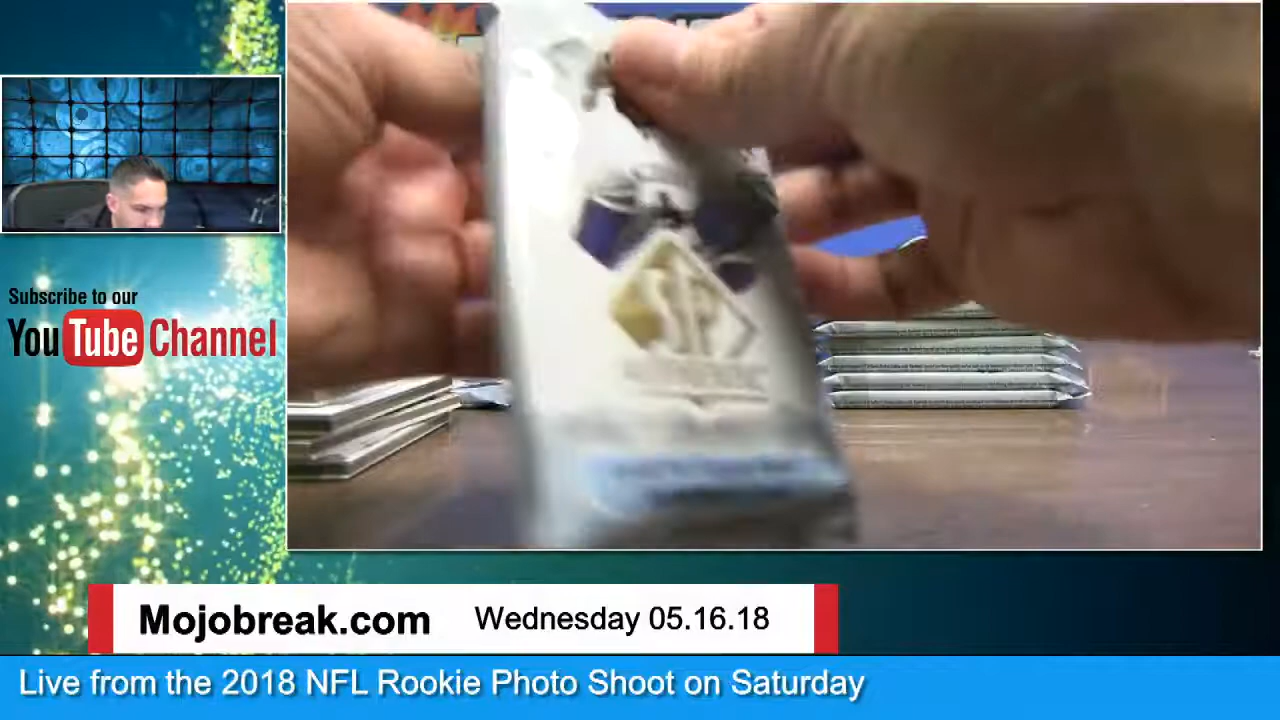 Subscribe to our
YouTube Channel
SP
Mojobreak.com
Wednesday 05.16.18
Live from the 2018 NFL Rookie Photo Shoot on Saturday